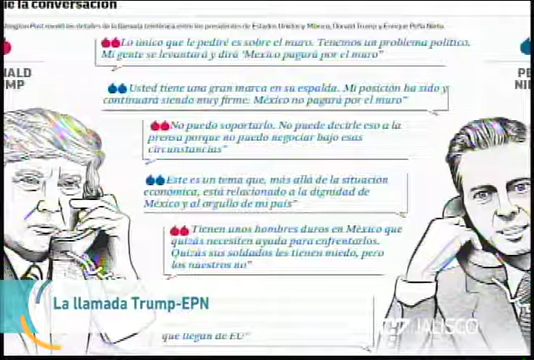 de la conversación
Washington Post reveló los detalles de la llamada telefónica entre los presidentes de Estados Unidos y México, Donald Trump y Enrique Peña Nieto
NALD
MP
PE
NI
Lo único que le pediré es sobre el muro. Tenemos un problema político.
Mi gente se levantará y dirá 'Mexico pagará por el muro"
Usted tiene una gran marca en su espalda. Mi posición ha sido y
continuará siendo muy firme: México no pagará por el muro"
No puedo soportarlo. No puede decirle eso a la
prensa porque no puedo negociar bajo esas
circunstancias"
Este es un tema que, más allá de la situación
económica, está relacionado a la dignidad de
México y al orgullo de mi país"
Tienen unos hombres duros en México que
quizás necesiten ayuda para enfrentarlos.
Quizás sus soldados les tienen miedo, pero
los nuestros no"
La llamada Trump-EPN
que llegan de EU"
JALISCO